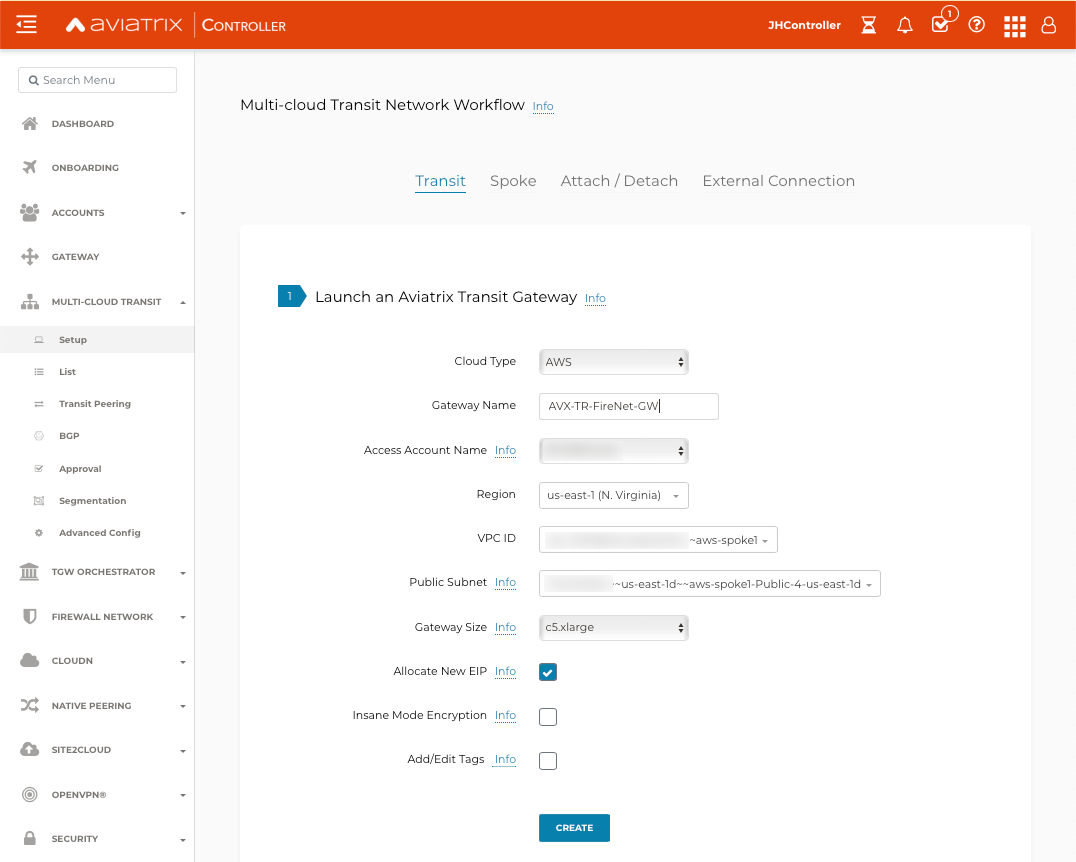 aviatrix CONTROLLER JHController 1
Search Menu
DASHBOARD
ONBOARDING
ACCOUNTS
GATEWAY
MULTI-CLOUD TRANSIT
Setup
List
Transit Peering
BGP
Approval
Segmentation
Advanced Config
TGW ORCHESTRATOR
FIREWALL NETWORK
CLOUDN
NATIVE PEERING
SITE2CLOUD
OPENVPN®
SECURITY
Multi-cloud Transit Network Workflow Info
Transit Spoke Attach / Detach External Connection
1 Launch an Aviatrix Transit Gateway Info
Cloud Type AWS
Gateway Name AVX-TR-FireNet-GW
Access Account Name Info
Region us-east-1 (N. Virginia)
VPC ID ~aws-spoke1
Public Subnet Info ~~us-east-1d~~aws-spoke1-Public-4-us-east-1d
Gateway Size Info c5.xlarge
Allocate New EIP Info
Insane Mode Encryption Info
Add/Edit Tags Info
CREATE